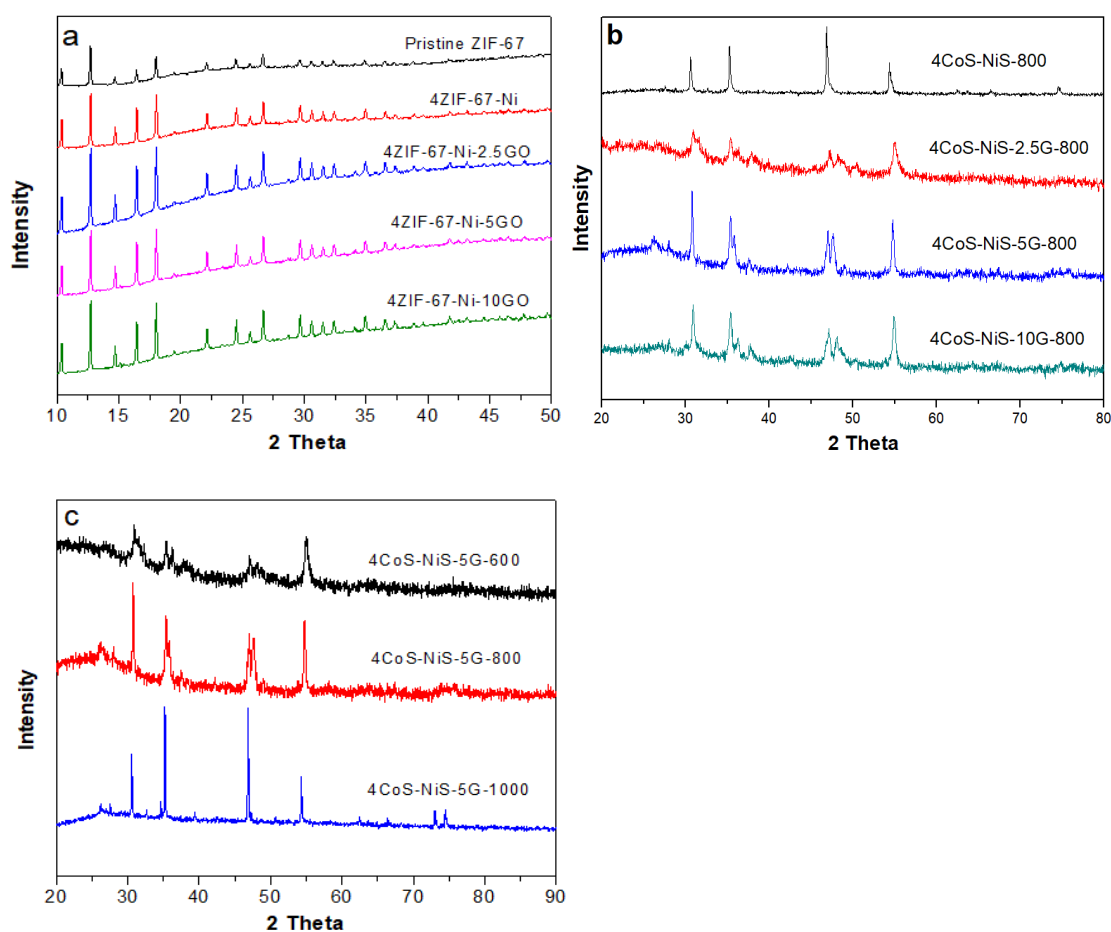 a
Pristine ZIF-67
4ZIF-67-Ni
4ZIF-67-Ni-2.5GO
4ZIF-67-Ni-5GO
4ZIF-67-Ni-10GO
Intensity
10 15 20 25 30 35 40 45 50
2 Theta
b
4CoS-NiS-800
4CoS-NiS-2.5G-800
4CoS-NiS-5G-800
4CoS-NiS-10G-800
Intensity
20 30 40 50 60 70 80
2 Theta
c
4CoS-NiS-5G-600
4CoS-NiS-5G-800
4CoS-NiS-5G-1000
Intensity
20 30 40 50 60 70 80 90
2 Theta